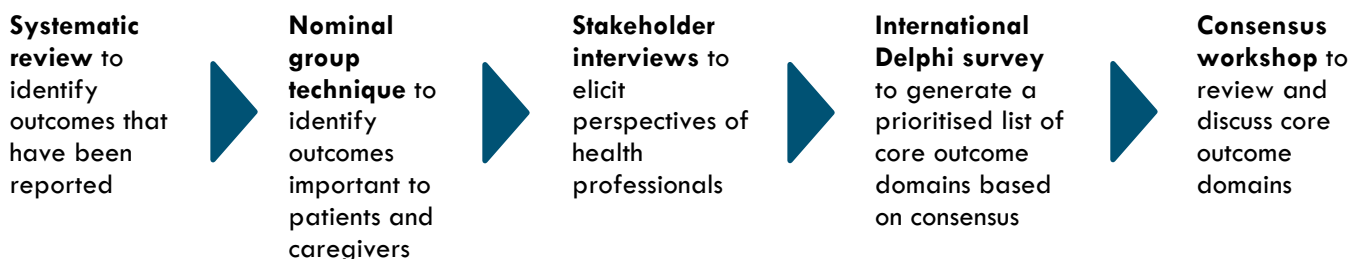 Systematic
review to
identify
outcomes that
have been
reported
Nominal
group
technique to
identify
outcomes
important to
patients and
caregivers
Stakeholder
interviews to
elicit
perspectives of
health
professionals
International
Delphi survey
to generate a
prioritised list of
core outcome
domains based
on consensus
Consensus
workshop to
review and
discuss core
outcome
domains